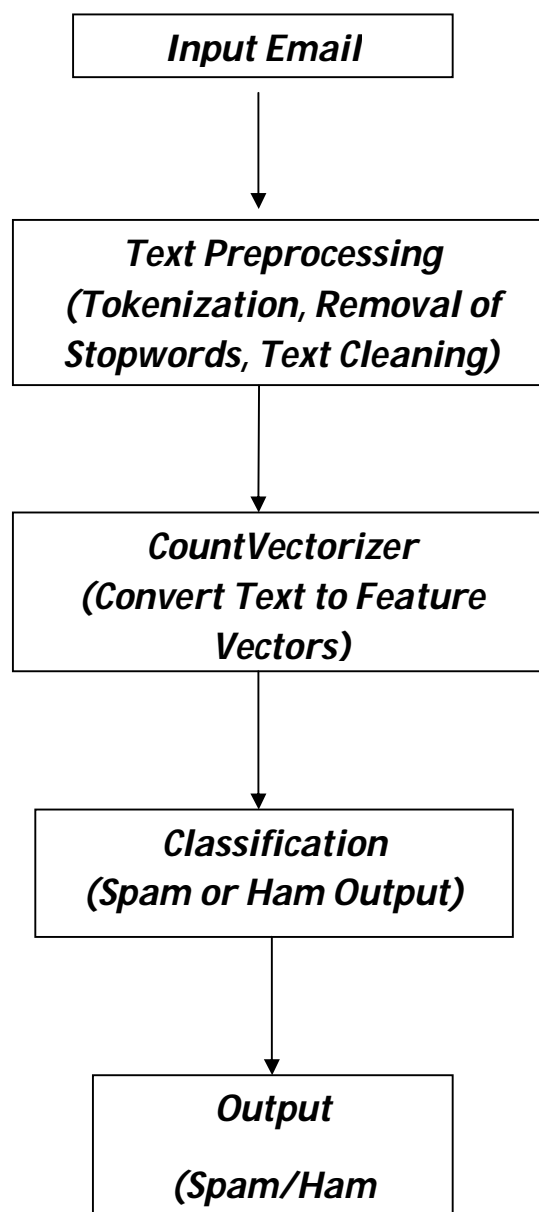 Input Email
Text Preprocessing
(Tokenization, Removal of
Stopwords, Text Cleaning)
CountVectorizer
(Convert Text to Feature
Vectors)
Classification
(Spam or Ham Output)
Output
(Spam/Ham